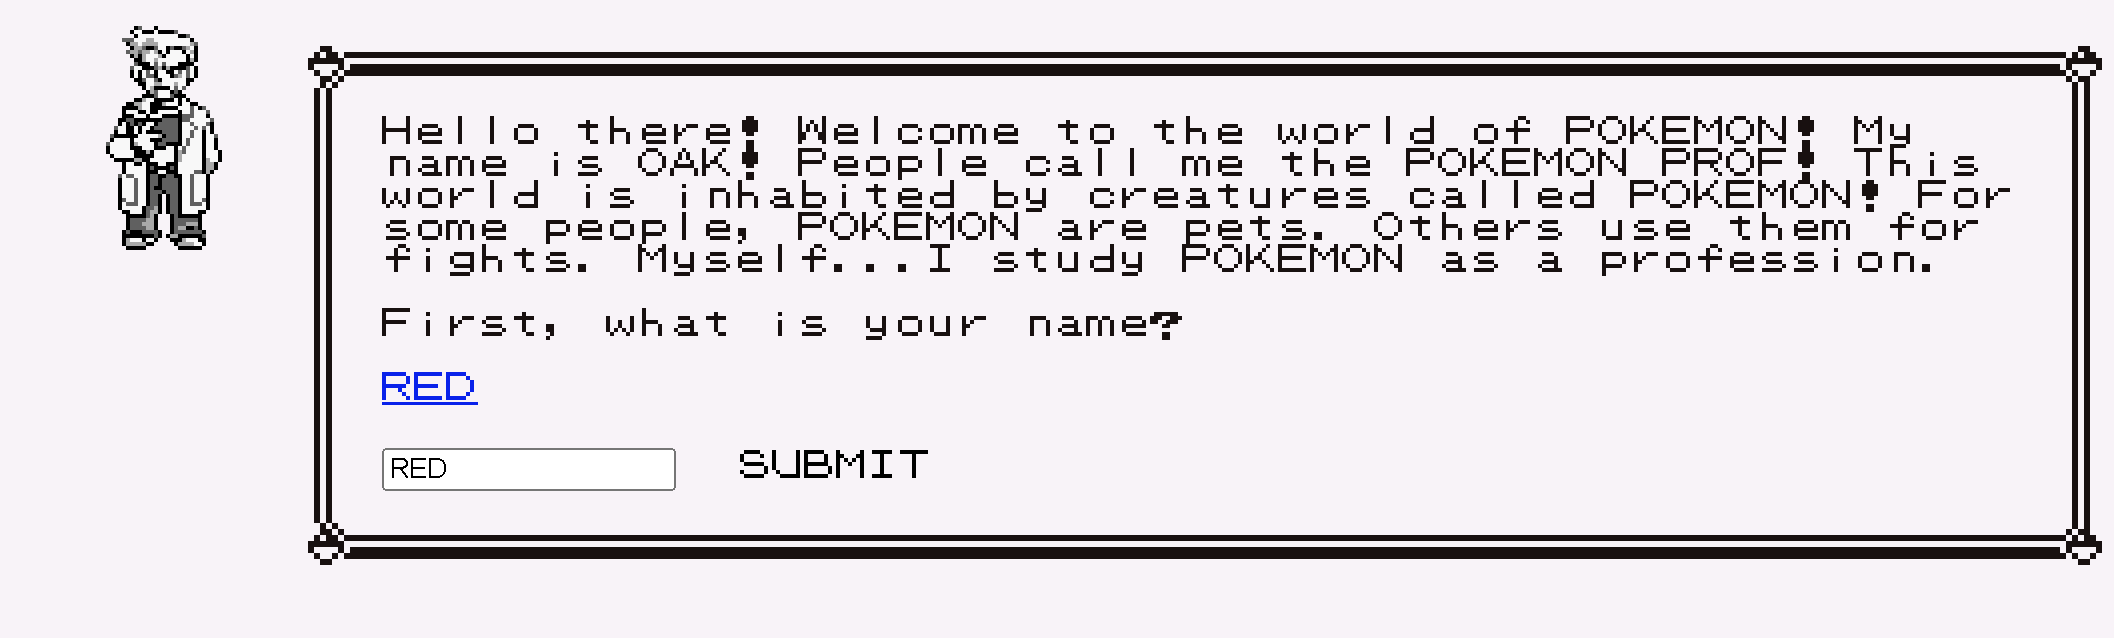 Hello there! Welcome to the world of POKEMON! My
name is OAK! People call me the POKEMON PROF! This
world is inhabited by creatures called POKEMON! For
some people, POKEMON are pets. Others use them for
fights. Myself...I study POKEMON as a profession.
First, what is your name?
RED
RED SUBMIT